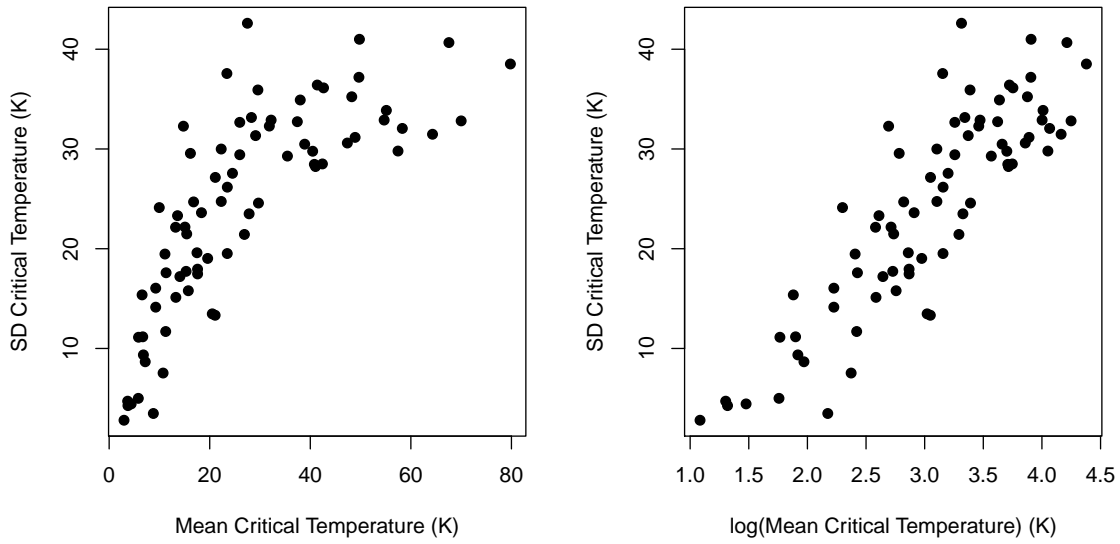 SD Critical Temperature (K)
10 20 30 40
0 20 40 60 80
Mean Critical Temperature (K)
SD Critical Temperature (K)
10 20 30 40
1.0 1.5 2.0 2.5 3.0 3.5 4.0 4.5
log(Mean Critical Temperature) (K)